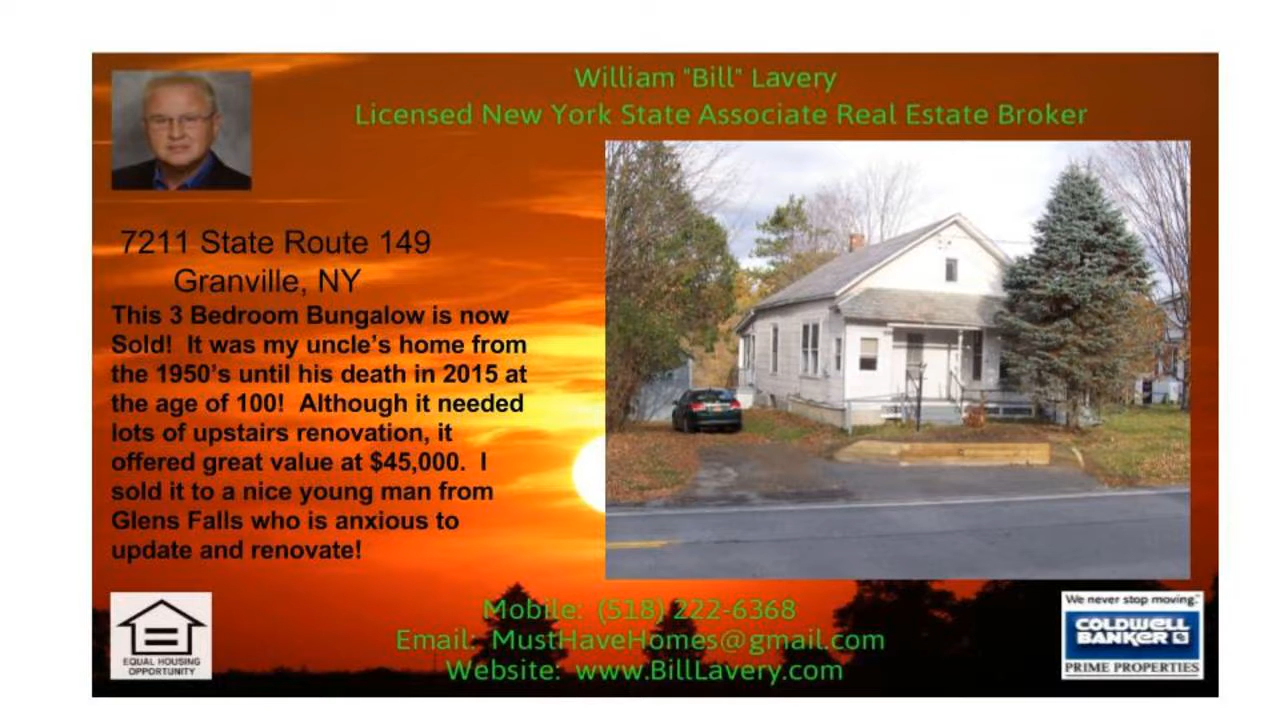 William "Bill" Lavery
Licensed New York State Associate Real Estate Broker
7211 State Route 149
Granville, NY
This 3 Bedroom Bungalow is now
Sold! It was my uncle's home from
the 1950's until his death in 2015 at
the age of 100! Although it needed
lots of upstairs renovation, it
offered great value at $45,000. I
sold it to a nice young man from
Glens Falls who is anxious to
update and renovate!
Mobile: (518) 222-6368
Email: MustHaveHomes@gmail.com
Website: www.BillLavery.com
EQUAL HOUSING
OPPORTUNITY
We never stop moving.
COLDWELL
BANKER
PRIME PROPERTIES